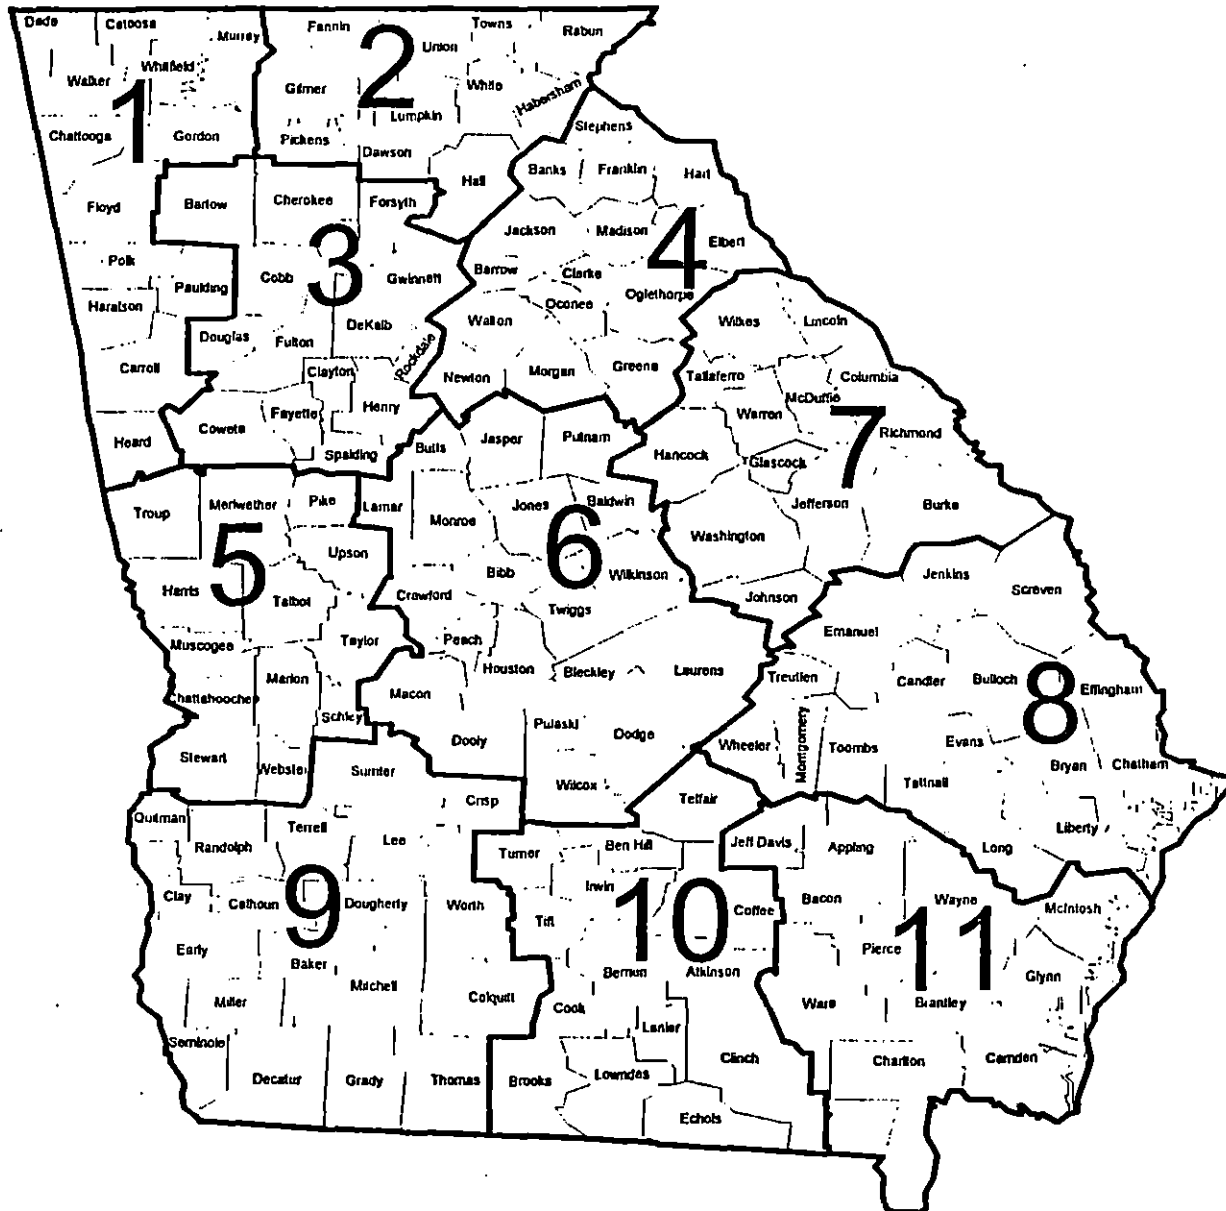 Dade
Catoosa
Murray
Whitfield
Walker
1
Chattooga
Gordon
Floyd
Polk
Paulding
Haralson
Carroll
Heard
Fannin
2
Union
Towns
Rabun
Gilmer
White
Habersham
Lumpkin
Pickens
Dawson
Hall
Bartow
Cherokee
Forsyth
3
Cobb
Gwinnett
Douglas
Fulton
DeKalb
Rockdale
Clayton
Henry
Fayette
Coweta
Spalding
Stephens
Banks
Franklin
Hart
Jackson
Madison
4
Elbert
Barrow
Clarke
Oconee
Oglethorpe
Walton
Newton
Morgan
Greene
Troup
Meriwether
Pike
5
Upson
Harris
Talbot
Muscogee
Taylor
Chattahoochee
Marion
Schley
Stewart
Webster
Butts
Jasper
Putnam
Lamar
Monroe
Jones
Baldwin
6
Bibb
Wilkinson
Crawford
Twiggs
Peach
Houston
Bleckley
Laurens
Macon
Pulaski
Dodge
Dooly
Wilcox
Wilkes
Lincoln
Taliaferro
McDuffie
Columbia
Warren
7
Richmond
Hancock
Glascock
Jefferson
Burke
Washington
Johnson
Jenkins
Screven
Emanuel
Treutlen
Candler
Bulloch
8
Effingham
Wheeler
Montgomery
Toombs
Evans
Tattnall
Bryan
Chatham
Liberty
Long
Sumter
Crisp
Quitman
Randolph
Terrell
Lee
Clay
Calhoun
9
Dougherty
Worth
Early
Baker
Mitchell
Colquitt
Miller
Seminole
Decatur
Grady
Thomas
Telfair
Turner
Ben Hill
Irwin
10
Coffee
Tift
Berrien
Atkinson
Cook
Lanier
Clinch
Brooks
Lowndes
Echols
Jeff Davis
Appling
Bacon
Wayne
McIntosh
Pierce
11
Glynn
Ware
Brantley
Charlton
Camden